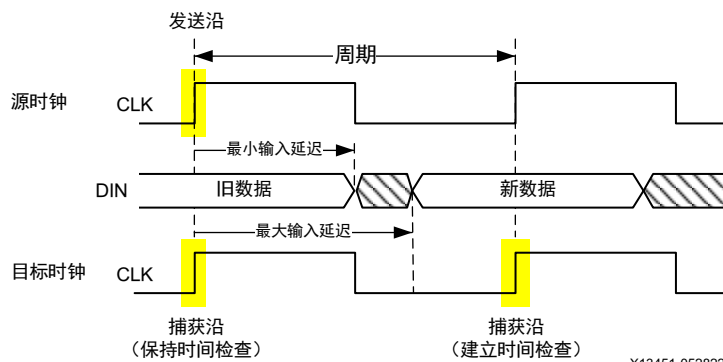 发送沿
周期
源时钟 CLK
最小输入延迟
DIN 旧数据 新数据
最大输入延迟
目标时钟 CLK
捕获沿 捕获沿
（保持时间检查） （建立时间检查）